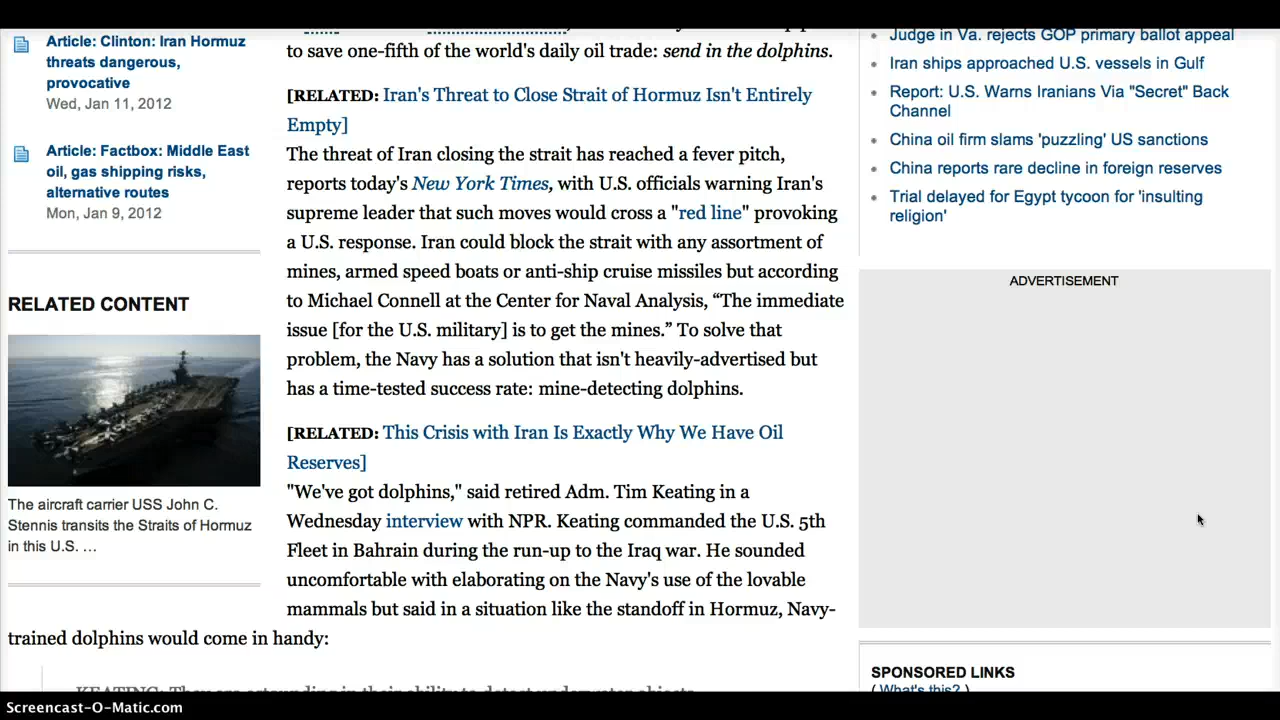 Article: Clinton: Iran Hormuz
threats dangerous,
provocative
Wed, Jan 11, 2012
Article: Factbox: Middle East
oil, gas shipping risks,
alternative routes
Mon, Jan 9, 2012
RELATED CONTENT
The aircraft carrier USS John C.
Stennis transits the Straits of Hormuz
in this U.S. …
to save one-fifth of the world's daily oil trade: send in the dolphins.
[RELATED: Iran's Threat to Close Strait of Hormuz Isn't Entirely
Empty]
The threat of Iran closing the strait has reached a fever pitch,
reports today's New York Times, with U.S. officials warning Iran's
supreme leader that such moves would cross a "red line" provoking
a U.S. response. Iran could block the strait with any assortment of
mines, armed speed boats or anti-ship cruise missiles but according
to Michael Connell at the Center for Naval Analysis, “The immediate
issue [for the U.S. military] is to get the mines.” To solve that
problem, the Navy has a solution that isn't heavily-advertised but
has a time-tested success rate: mine-detecting dolphins.
[RELATED: This Crisis with Iran Is Exactly Why We Have Oil
Reserves]
"We've got dolphins," said retired Adm. Tim Keating in a
Wednesday interview with NPR. Keating commanded the U.S. 5th
Fleet in Bahrain during the run-up to the Iraq war. He sounded
uncomfortable with elaborating on the Navy's use of the lovable
mammals but said in a situation like the standoff in Hormuz, Navy-
trained dolphins would come in handy:
KEATING: They are astounding in their ability to detect underwater objects
Judge in Va. rejects GOP primary ballot appeal
Iran ships approached U.S. vessels in Gulf
Report: U.S. Warns Iranians Via "Secret" Back
Channel
China oil firm slams 'puzzling' US sanctions
China reports rare decline in foreign reserves
Trial delayed for Egypt tycoon for 'insulting
religion'
ADVERTISEMENT
SPONSORED LINKS
( What's this? )
Screencast-O-Matic.com